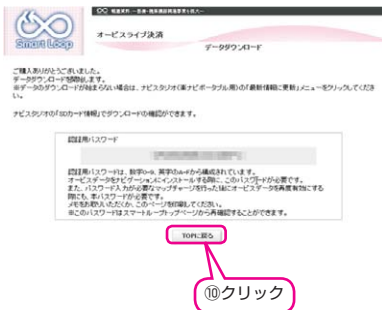 Smart Loop
オービスライブ決済
データダウンロード
ご購入ありがとうございました。
データダウンロードを開始します。
※データのダウンロードが始まらない場合は、ナビスタジオ(楽ナビポータブル用)の「最新情報に更新」メニューをクリックしてください。
ナビスタジオの「SDカード情報」でダウンロードの確認ができます。
認証用パスワード
認証用パスワードは、数字0-9、英字のa-fから構成されています。
オービスデータをナビゲーションにインストールする際に、このパスワードが必要です。
また、パスワード入力が必要なマップチャージを行った後にオービスデータを再度有効にする際にも、本パスワードが必要です。
メモをお取りいただくか、このページを印刷してください。
※このパスワードはスマートループトップページから再確認することができます。
TOPに戻る
⑩クリック